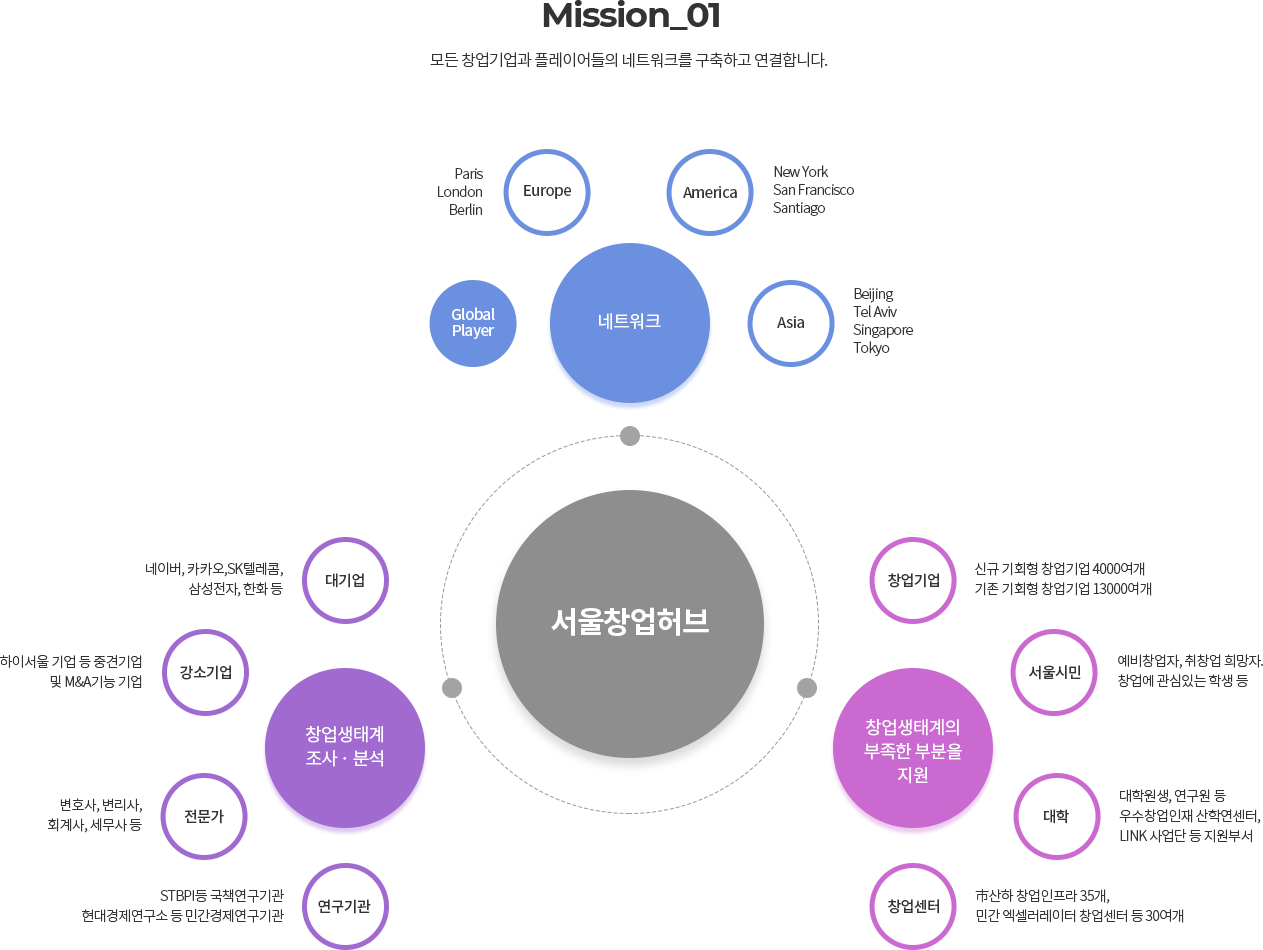 Mission_01
모든 창업기업과 플레이어들의 네트워크를 구축하고 연결합니다.
Paris
London
Berlin
Europe
America
New York
San Francisco
Santiago
Global
Player
네트워크
Asia
Beijing
Tel Aviv
Singapore
Tokyo
서울창업허브
네이버, 카카오,SK텔레콤,
삼성전자, 한화 등
대기업
하이서울 기업 등 중견기업
및 M&A기능 기업
강소기업
창업생태계
조사 · 분석
변호사, 변리사,
회계사, 세무사 등
전문가
STBPI등 국책연구기관
현대경제연구소 등 민간경제연구기관
연구기관
창업기업
신규 기회형 창업기업 4000여개
기존 기회형 창업기업 13000여개
서울시민
예비창업자, 취창업 희망자.
창업에 관심있는 학생 등
창업생태계의
부족한 부분을
지원
대학
대학원생, 연구원 등
우수창업인재 산학연센터,
LINK 사업단 등 지원부서
창업센터
市산하 창업인프라 35개,
민간 엑셀러레이터 창업센터 등 30여개